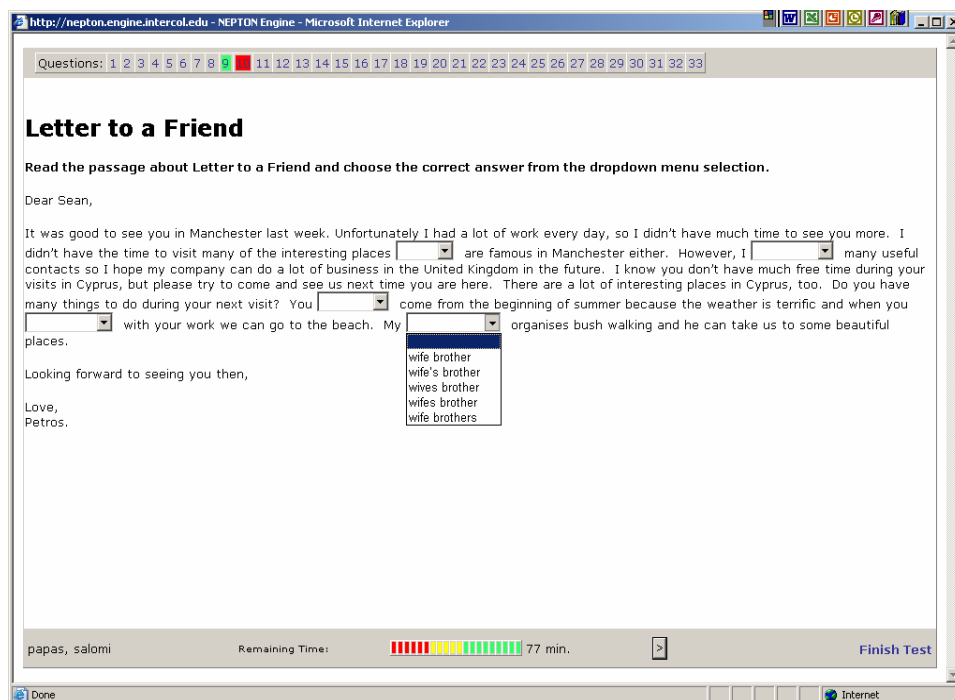 http://nepton.engine.intercol.edu - NEPTON Engine - Microsoft Internet Explorer
Questions: 1 2 3 4 5 6 7 8 9 10 11 12 13 14 15 16 17 18 19 20 21 22 23 24 25 26 27 28 29 30 31 32 33
Letter to a Friend
Read the passage about Letter to a Friend and choose the correct answer from the dropdown menu selection.
Dear Sean,
It was good to see you in Manchester last week. Unfortunately I had a lot of work every day, so I didn't have much time to see you more. I
didn't have the time to visit many of the interesting places are famous in Manchester either. However, I many useful
contacts so I hope my company can do a lot of business in the United Kingdom in the future. I know you don't have much free time during your
visits in Cyprus, but please try to come and see us next time you are here. There are a lot of interesting places in Cyprus, too. Do you have
many things to do during your next visit? You come from the beginning of summer because the weather is terrific and when you
with your work we can go to the beach. My organises bush walking and he can take us to some beautiful
places.
wife brother
wife's brother
wives brother
wifes brother
wife brothers
Looking forward to seeing you then,
Love,
Petros.
papas, salomi Remaining Time: 77 min. > Finish Test
Done Internet